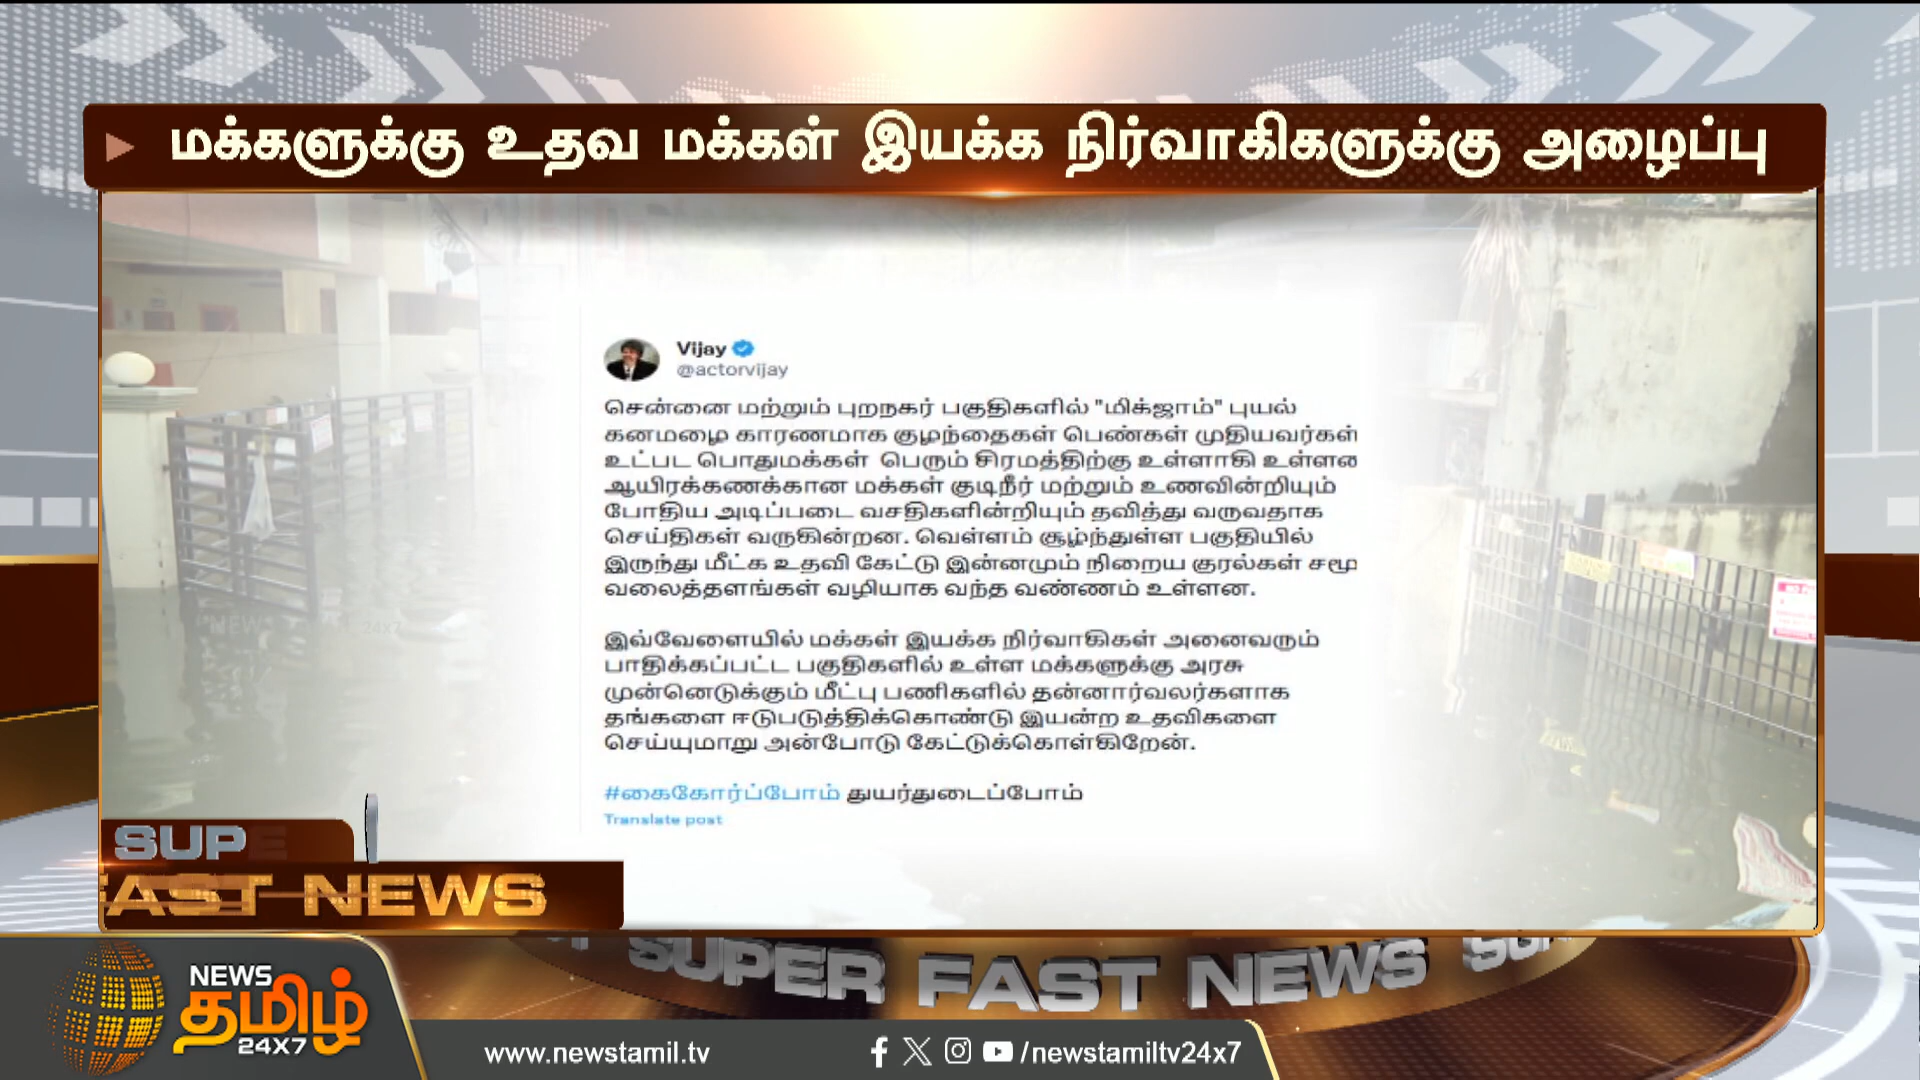 மக்களுக்கு உதவ மக்கள் இயக்க நிர்வாகிகளுக்கு அழைப்பு
Vijay
@actorvijay
சென்னை மற்றும் புறநகர் பகுதிகளில் "மிக்ஜாம்" புயல்
கனமழை காரணமாக குழந்தைகள் பெண்கள் முதியவர்கள்
உட்பட பொதுமக்கள் பெரும் சிரமத்திற்கு உள்ளாகி உள்ளன
ஆயிரக்கணக்கான மக்கள் குடிநீர் மற்றும் உணவின்றியும்
போதிய அடிப்படை வசதிகளின்றியும் தவித்து வருவதாக
செய்திகள் வருகின்றன. வெள்ளம் சூழ்ந்துள்ள பகுதியில்
இருந்து மீட்க உதவி கேட்டு இன்னமும் நிறைய குரல்கள் சமூ
வலைத்தளங்கள் வழியாக வந்த வண்ணம் உள்ளன.
இவ்வேளையில் மக்கள் இயக்க நிர்வாகிகள் அனைவரும்
பாதிக்கப்பட்ட பகுதிகளில் உள்ள மக்களுக்கு அரசு
முன்னெடுக்கும் மீட்பு பணிகளில் தன்னார்வலர்களாக
தங்களை ஈடுபடுத்திக்கொண்டு இயன்ற உதவிகளை
செய்யுமாறு அன்போடு கேட்டுக்கொள்கிறேன்.
#கைகோர்ப்போம் துயர்துடைப்போம்
Translate post
SUPE
FAST NEWS
SUPER FAST NEWS
NEWS
தமிழ்
24X7
www.newstamil.tv
/newstamiltv24x7